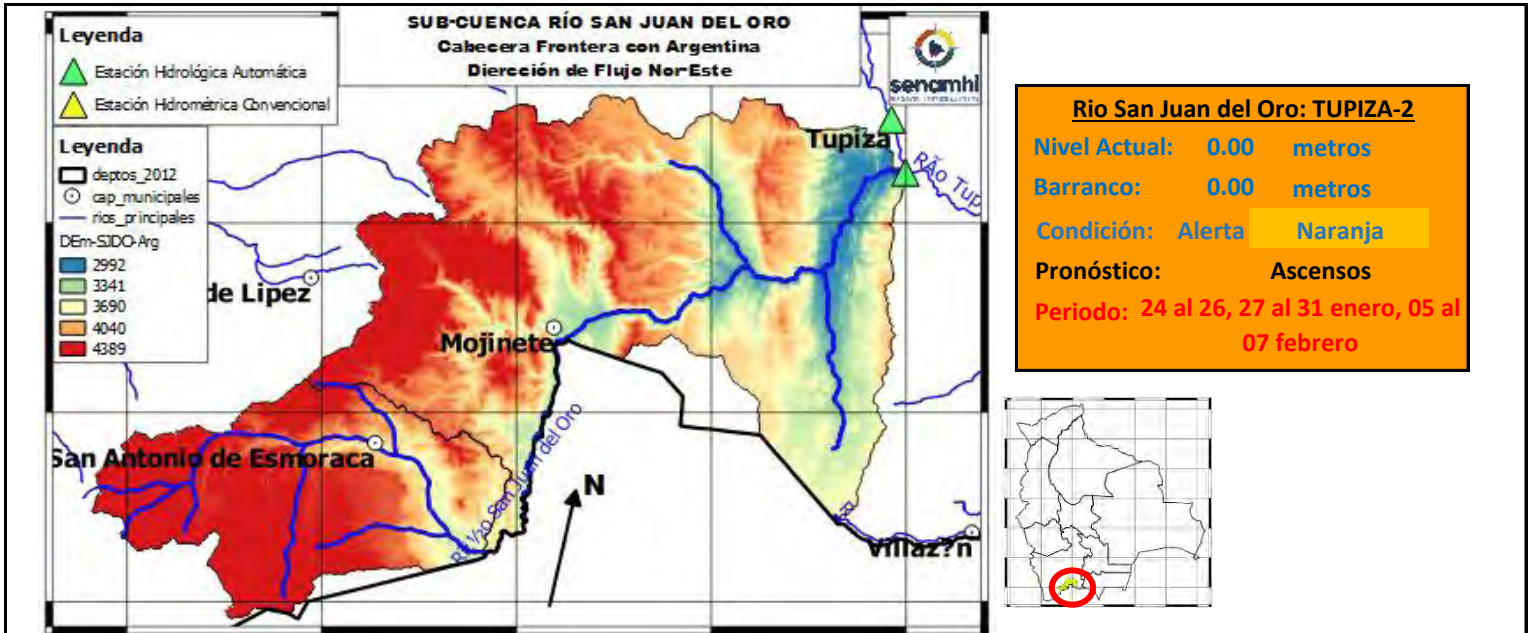 SUB-CUENCA RÍO SAN JUAN DEL ORO
Cabecera Frontera con Argentina
Dierción de Flujo Nor-Este
senamhi
Leyenda
Estación Hidrológica Automática
Estación Hidrométrica Convencional
Leyenda
deptos_2012
cap_municipales
rios_principales
DEm-SJDO-Arg
2992
3341
3690
4040
4389
Tupiza
RÃ­o Tup
de Lipez
Mojinete
San Antonio de Esmoraca
San Juan del Oro
N
Villaz?n
Rio San Juan del Oro: TUPIZA-2
Nivel Actual: 0.00 metros
Barranco: 0.00 metros
Condición: Alerta Naranja
Pronóstico: Ascensos
Periodo: 24 al 26, 27 al 31 enero, 05 al
07 febrero